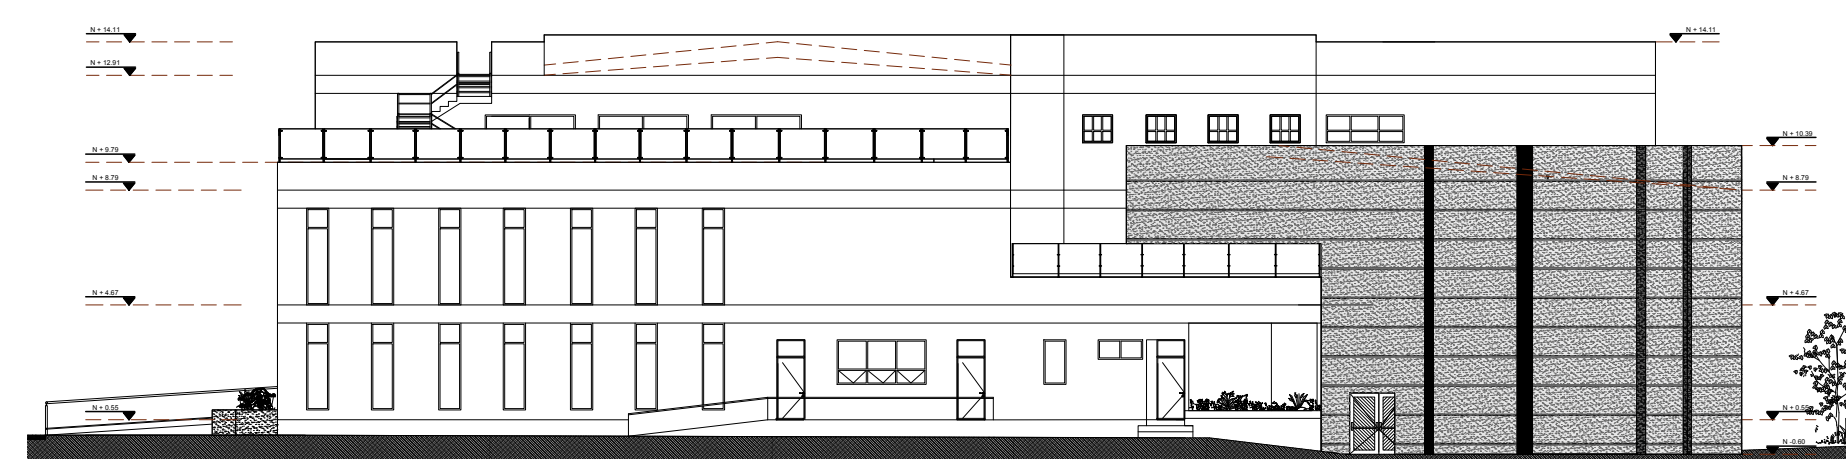 N + 14.11
N + 14.11
N + 12.91
N + 10.39
N + 9.79
N + 8.79
N + 8.79
N + 4.67
N + 4.67
N + 0.55
N + 0.55
N -0.60